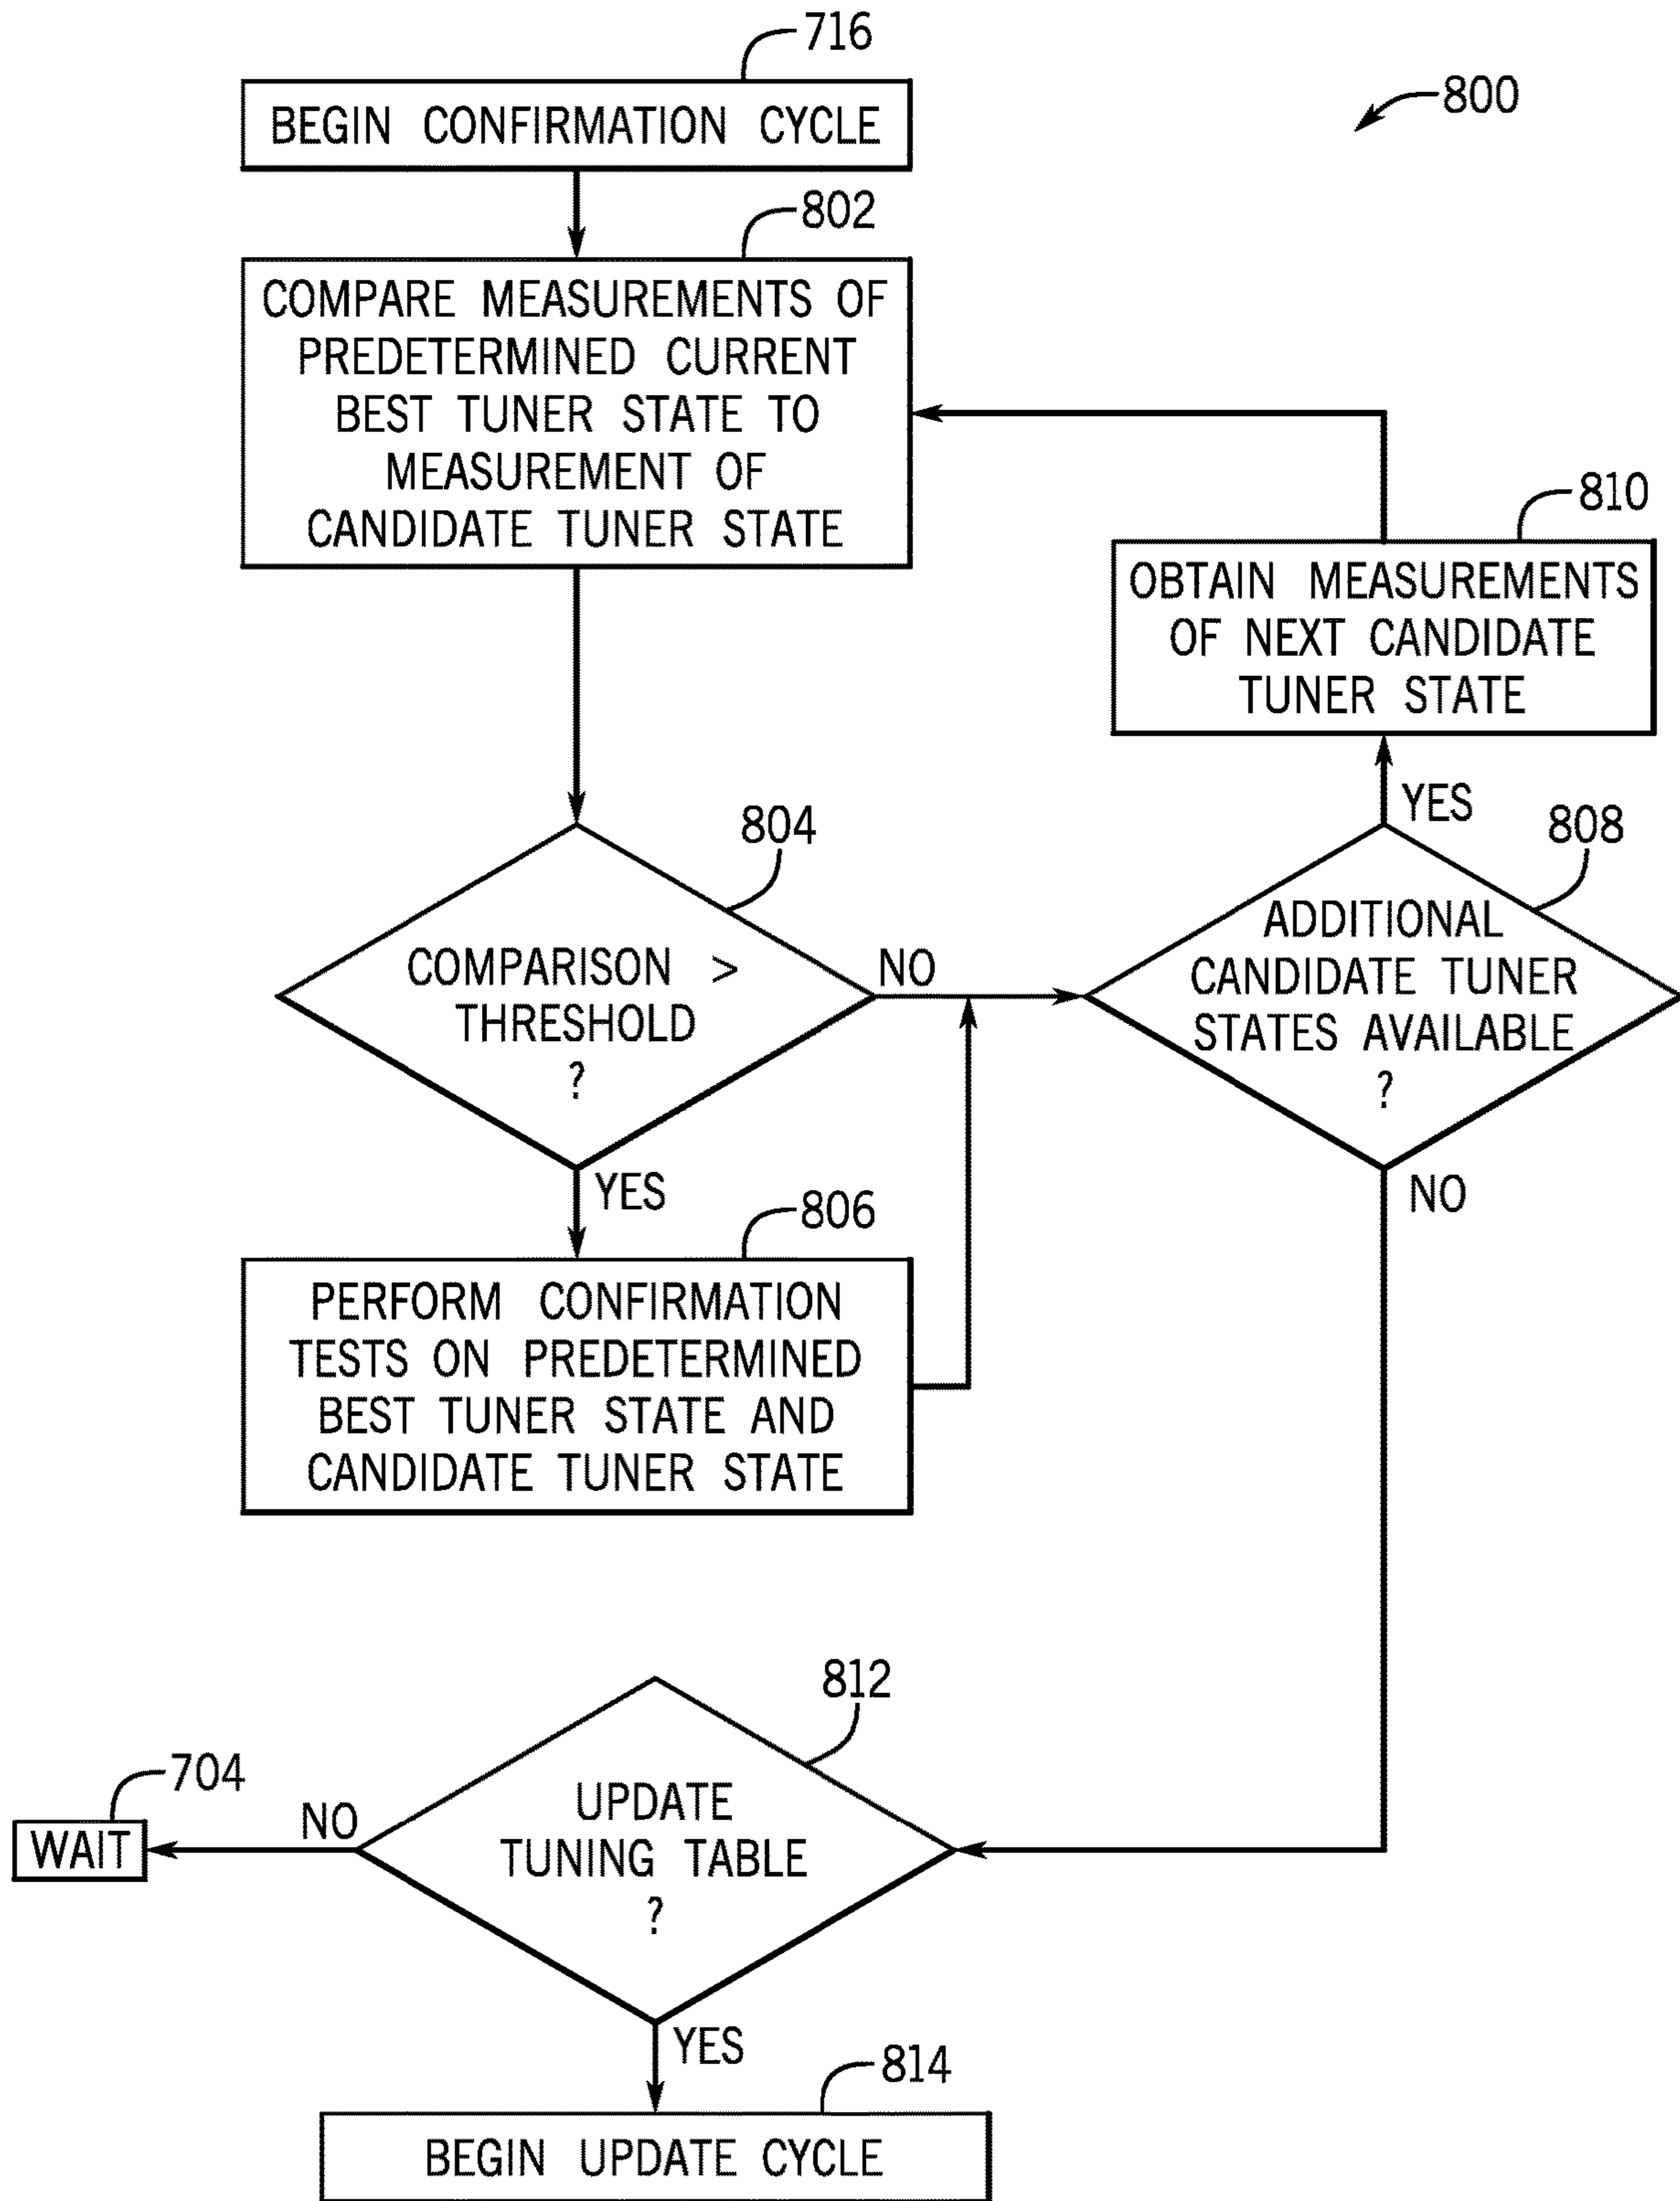 716
BEGIN CONFIRMATION CYCLE
800
802
COMPARE MEASUREMENTS OF
PREDETERMINED CURRENT
BEST TUNER STATE TO
MEASUREMENT OF
CANDIDATE TUNER STATE
810
OBTAIN MEASUREMENTS
OF NEXT CANDIDATE
TUNER STATE
YES
804
COMPARISON >
THRESHOLD
?
NO
808
ADDITIONAL
CANDIDATE TUNER
STATES AVAILABLE
?
NO
YES
806
PERFORM CONFIRMATION
TESTS ON PREDETERMINED
BEST TUNER STATE AND
CANDIDATE TUNER STATE
812
UPDATE
TUNING TABLE
?
NO
704
WAIT
YES
814
BEGIN UPDATE CYCLE